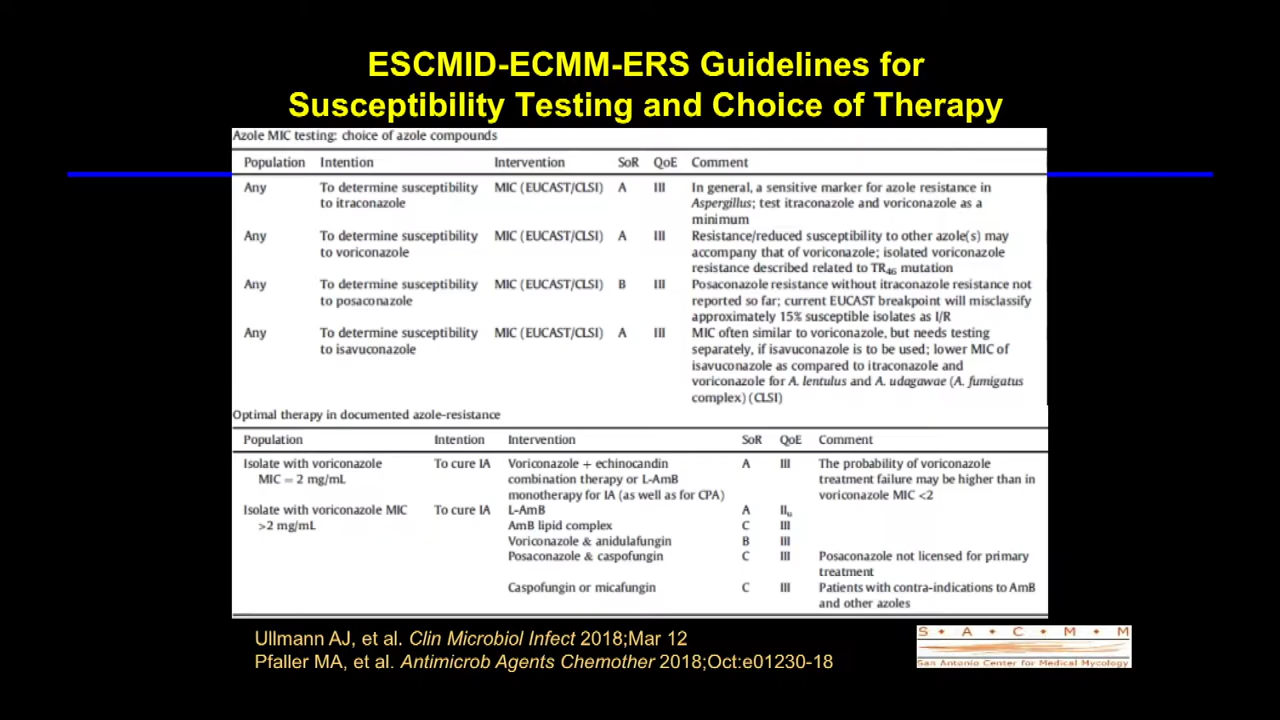 ESCMID-ECMM-ERS Guidelines for
Susceptibility Testing and Choice of Therapy
Azole MIC testing: choice of azole compounds
Population Intention Intervention SoR QoE Comment
Any To determine susceptibility MIC (EUCAST/CLSI) A III In general, a sensitive marker for azole resistance in
to itraconazole Aspergillus; test itraconazole and voriconazole as a
minimum
Any To determine susceptibility MIC (EUCAST/CLSI) A III Resistance/reduced susceptibility to other azole(s) may
to voriconazole accompany that of voriconazole; isolated voriconazole
resistance described related to TR46 mutation
Any To determine susceptibility MIC (EUCAST/CLSI) B III Posaconazole resistance without itraconazole resistance not
to posaconazole reported so far; current EUCAST breakpoint will misclassify
approximately 15% susceptible isolates as I/R
Any To determine susceptibility MIC (EUCAST/CLSI) A III MIC often similar to voriconazole, but needs testing
to isavuconazole separately, if isavuconazole is to be used; lower MIC of
isavuconazole as compared to itraconazole and
voriconazole for A. lentulus and A. udagawae (A. fumigatus
complex) (CLSI)
Optimal therapy in documented azole-resistance
Population Intention Intervention SoR QoE Comment
Isolate with voriconazole To cure IA Voriconazole + echinocandin A III The probability of voriconazole
MIC = 2 mg/mL combination therapy or L-AmB treatment failure may be higher than in
monotherapy for IA (as well as for CPA) voriconazole MIC <2
Isolate with voriconazole MIC To cure IA L-AmB A IIu
>2 mg/mL AmB lipid complex C III
Voriconazole & anidulafungin B III
Posaconazole & caspofungin C III Posaconazole not licensed for primary
treatment
Caspofungin or micafungin C III Patients with contra-indications to AmB
and other azoles
Ullmann AJ, et al. Clin Microbiol Infect 2018;Mar 12
Pfaller MA, et al. Antimicrob Agents Chemother 2018;Oct:e01230-18
S • A • C • M • M
San Antonio Center for Medical Mycology